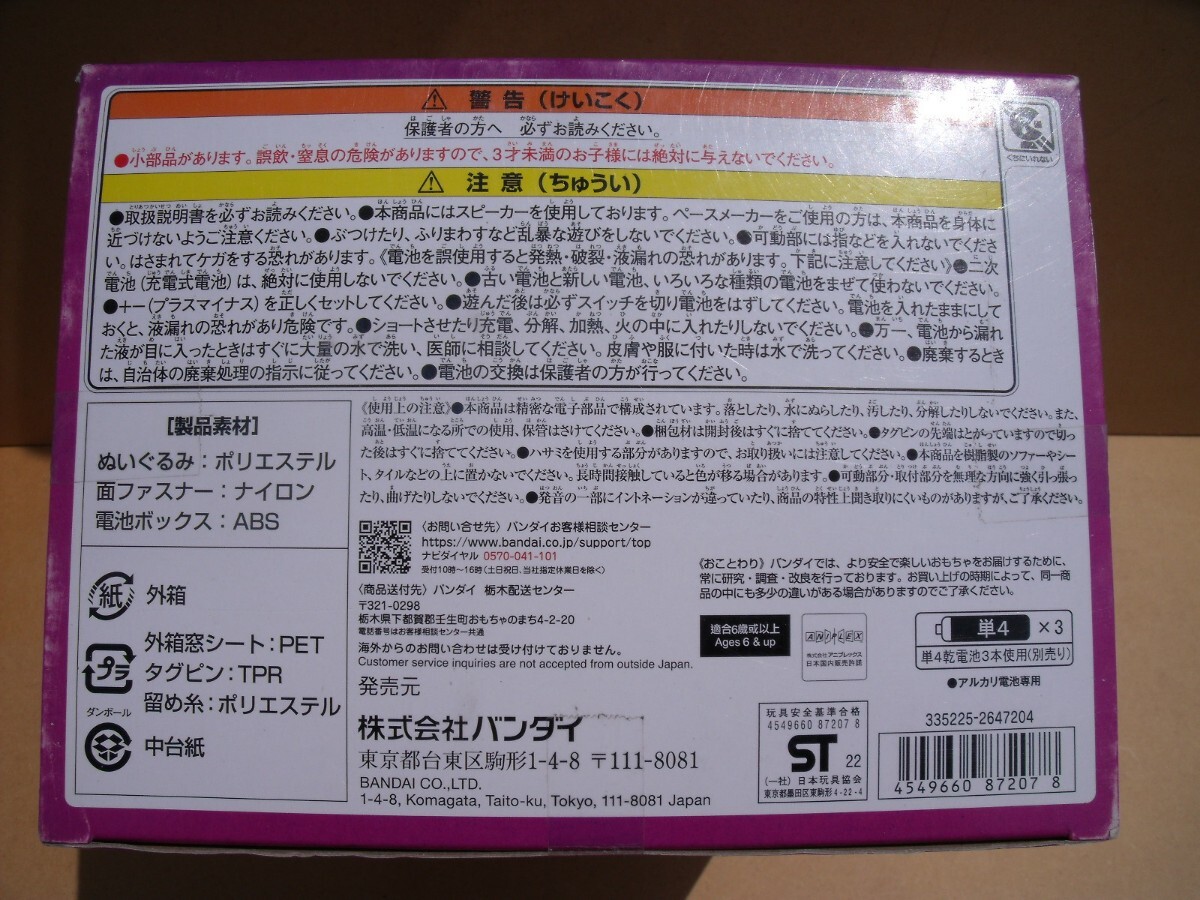 ⚠ 警告(けいこく)
保護者の方へ 必ずお読みください。
●小部品があります。誤飲・窒息の危険がありますので、3才未満のお子様には絶対に与えないでください。
くちにいれない
⚠ 注意(ちゅうい)
●取扱説明書を必ずお読みください。●本商品にはスピーカーを使用しております。ペースメーカーをご使用の方は、本商品を身体に
近づけないようご注意ください。●ぶつけたり、ふりまわすなど乱暴な遊びをしないでください。●可動部には指などを入れないでくださ
い。はさまれてケガをする恐れがあります。《電池を誤使用すると発熱・破裂・液漏れの恐れがあります。下記に注意してください》●二次
電池(充電式電池)は、絶対に使用しないでください。●古い電池と新しい電池、いろいろな種類の電池をまぜて使わないでください。
●+-(プラスマイナス)を正しくセットしてください。●遊んだ後は必ずスイッチを切り電池をはずしてください。電池を入れたままにして
おくと、液漏れの恐れがあり危険です。●ショートさせたり充電、分解、加熱、火の中に入れたりしないでください。●万一、電池から漏れ
た液が目に入ったときはすぐに大量の水で洗い、医師に相談してください。皮膚や服に付いた時は水で洗ってください。●廃棄するとき
は、自治体の廃棄処理の指示に従ってください。●電池の交換は保護者の方が行ってください。
【製品素材】
ぬいぐるみ:ポリエステル
面ファスナー:ナイロン
電池ボックス:ABS
紙 外箱
プラ
外箱窓シート:PET
タグピン:TPR
留め糸:ポリエステル
ダンボール
中台紙
《使用上の注意》●本商品は精密な電子部品で構成されています。落としたり、水にぬらしたり、汚したり、分解したりしないでください。また、
高温・低温になる所での使用、保管はさけてください。●梱包材は開封後はすぐに捨ててください。●タグピンの先端はとがっていますので切っ
た後はすぐに捨ててください。●ハサミを使用する部分がありますので、お取り扱いには注意してください。●本商品を樹脂製のソファーやシー
ト、タイルなどの上に置かないでください。長時間接触していると色が移る場合があります。●可動部分・取付部分を無理な方向に強く引っ張っ
たり、曲げたりしないでください。●発音の一部にイントネーションが違っていたり、商品の特性上聞き取りにくいものがありますが、ご了承ください。
〈お問い合せ先〉バンダイお客様相談センター
https://www.bandai.co.jp/support/top
ナビダイヤル 0570-041-101
受付10時~16時(土日祝日、当社指定休業日を除く)
〈商品送付先〉バンダイ 栃木配送センター
〒321-0298
栃木県下都賀郡壬生町おもちゃのまち4-2-20
電話番号はお客様相談センター共通
海外からのお問い合わせは受け付けておりません。
Customer service inquiries are not accepted from outside Japan.
発売元
株式会社バンダイ
東京都台東区駒形1-4-8 〒111-8081
BANDAI CO.,LTD.
1-4-8, Komagata, Taito-ku, Tokyo, 111-8081 Japan
《おことわり》バンダイでは、より安全で楽しいおもちゃをお届けするために、
常に研究・調査・改良を行っております。お買い上げの時期によって、同一商
品の中にも多少の違いがある場合がありますのでご了承ください。
適合6歳或以上
Ages 6 & up
ANIPLEX
株式会社アニプレックス
日本国内販売許諾
単4 ×3
単4乾電池3本使用(別売り)
●アルカリ電池専用
玩具安全基準合格
4549660 87207 8
ST 22
(一社)日本玩具協会
東京都墨田区東駒形4-22-4
335225-2647204
4 549660 872078